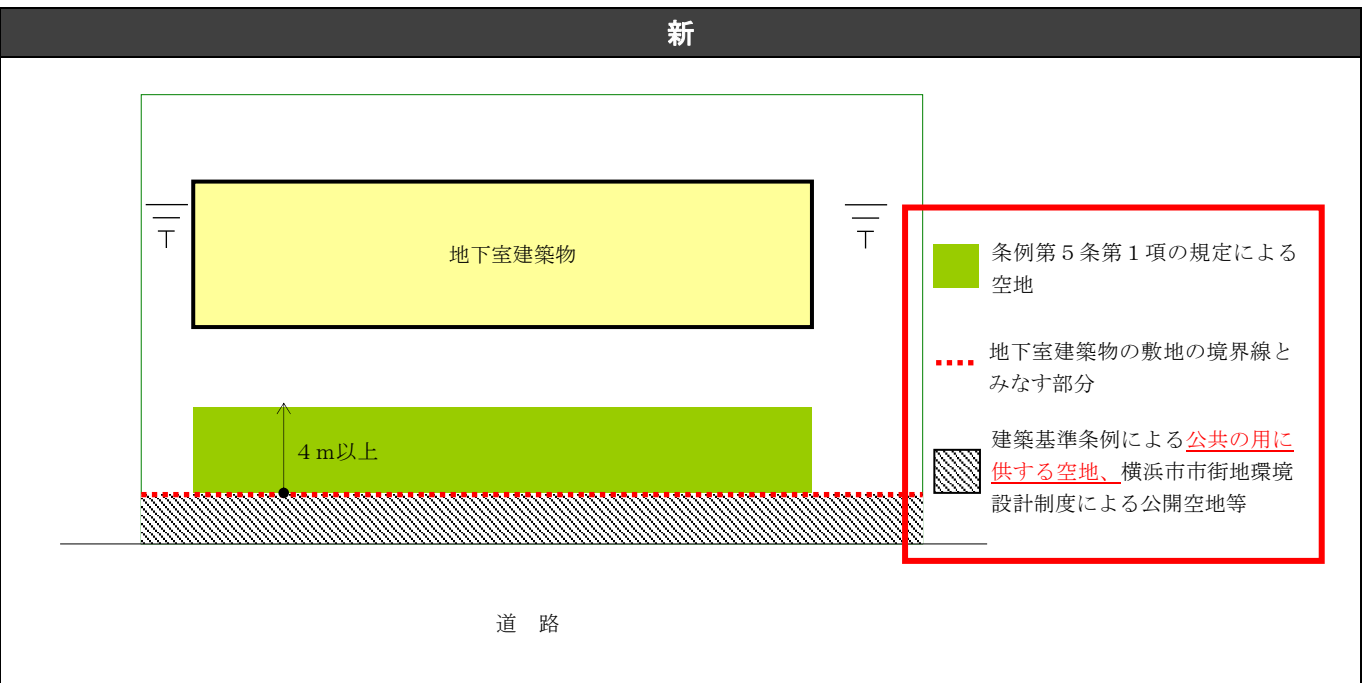 新
地下室建築物
条例第５条第１項の規定による
空地
地下室建築物の敷地の境界線と
みなす部分
４ｍ以上
建築基準条例による公共の用に
供する空地、横浜市市街地環境
設計制度による公開空地等
道　路